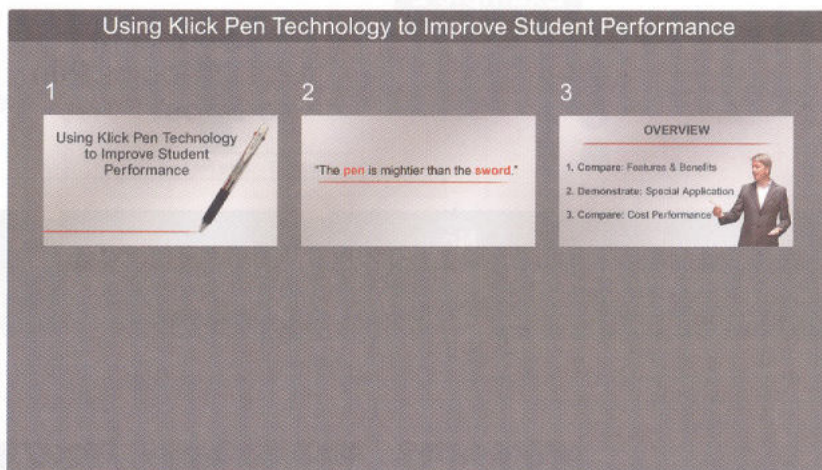 Using Klick Pen Technology to Improve Student Performance
1
Using Klick Pen Technology
to Improve Student
Performance
2
"The pen is mightier than the sword."
3
OVERVIEW
1. Compare: Features & Benefits
2. Demonstrate: Special Application
3. Compare: Cost Performance